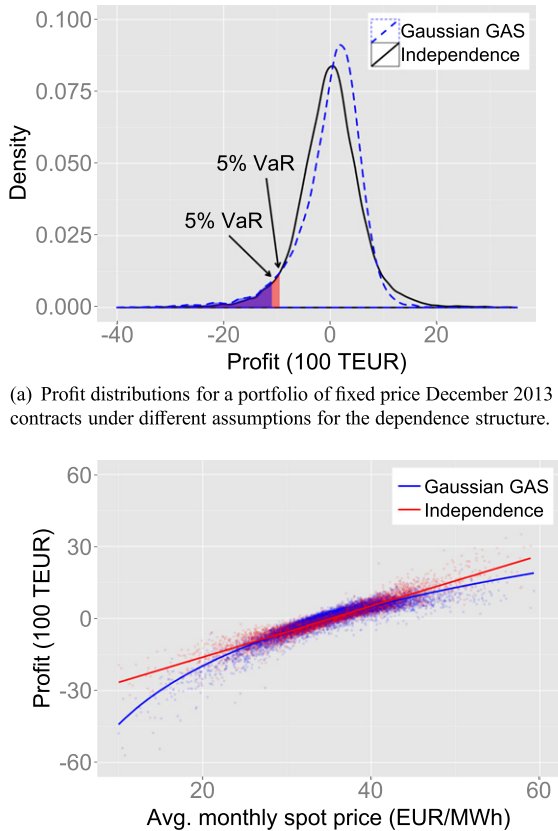 0.100
0.075
0.050
0.025
0.000
Density
Gaussian GAS
Independence
5% VaR
5% VaR
-40
-20
0
20
Profit (100 TEUR)
(a) Profit distributions for a portfolio of fixed price December 2013
contracts under different assumptions for the dependence structure.
60
30
0
-30
-60
Profit (100 TEUR)
Gaussian GAS
Independence
20
40
60
Avg. monthly spot price (EUR/MWh)